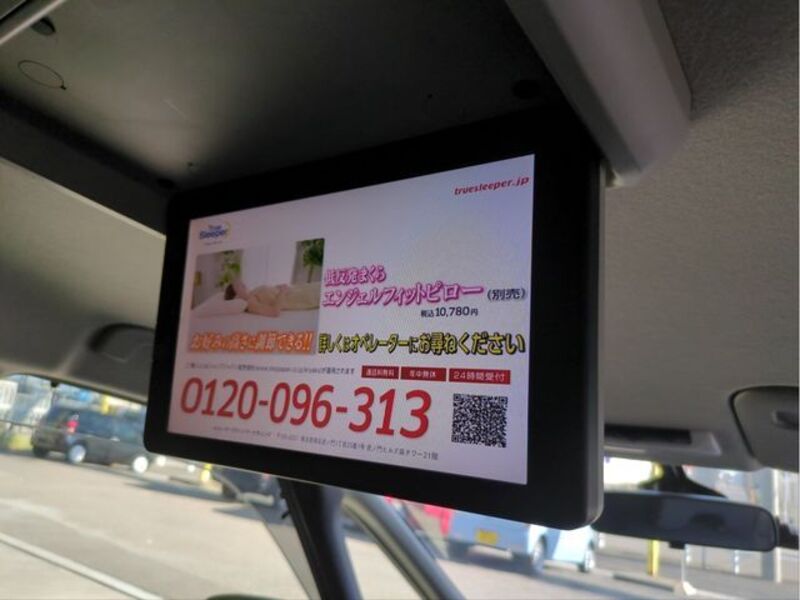 truesleeper.jp
True
Sleeper
低反発まくら
エンジェルフィットピロー(別売)
税込10,780円
お好みの高さに調節できる!!
詳しくはオペレーターにお尋ねください
通話料無料 年中無休 24時間受付
0120-096-313